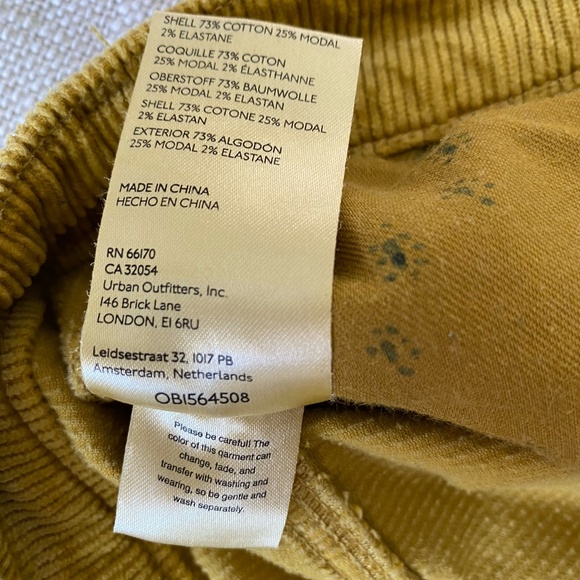 SHELL 73% COTTON 25% MODAL
2% ELASTANE
COQUILLE 73% COTON
25% MODAL 2% ÉLASTHANNE
OBERSTOFF 73% BAUMWOLLE
25% MODAL 2% ELASTAN
SHELL 73% COTONE 25% MODAL
2% ELASTAN
EXTERIOR 73% ALGODÓN
25% MODAL 2% ELASTANE
MADE IN CHINA
HECHO EN CHINA
RN 66170
CA 32054
Urban Outfitters, Inc.
146 Brick Lane
LONDON, E1 6RU
Leidsestraat 32, 1017 PB
Amsterdam, Netherlands
OB1564508
Please be careful! The
color of this garment can
change, fade, and
transfer with washing and
wearing, so be gentle and
wash separately.